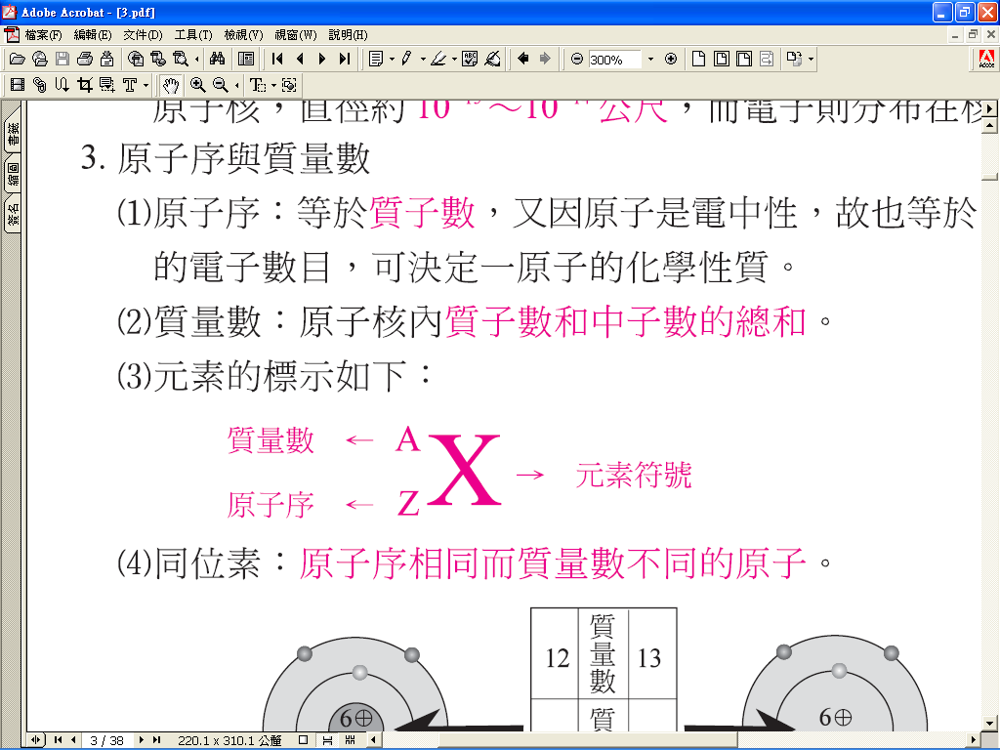 Adobe Acrobat - [3.pdf]
檔案(F) 編輯(E) 文件(D) 工具(T) 檢視(V) 視窗(W) 說明(H)
300%
Adobe
書籤
縮圖
簽名
原子核，直徑約 10 ～10 公尺，而電子則分布在核
3. 原子序與質量數
⑴原子序：等於質子數，又因原子是電中性，故也等於
的電子數目，可決定一原子的化學性質。
⑵質量數：原子核內質子數和中子數的總和。
⑶元素的標示如下：
質量數 ← A
X → 元素符號
原子序 ← Z
⑷同位素：原子序相同而質量數不同的原子。
12 質量數 13
質
6⊕ 6⊕
3 / 38 220.1 x 310.1 公釐